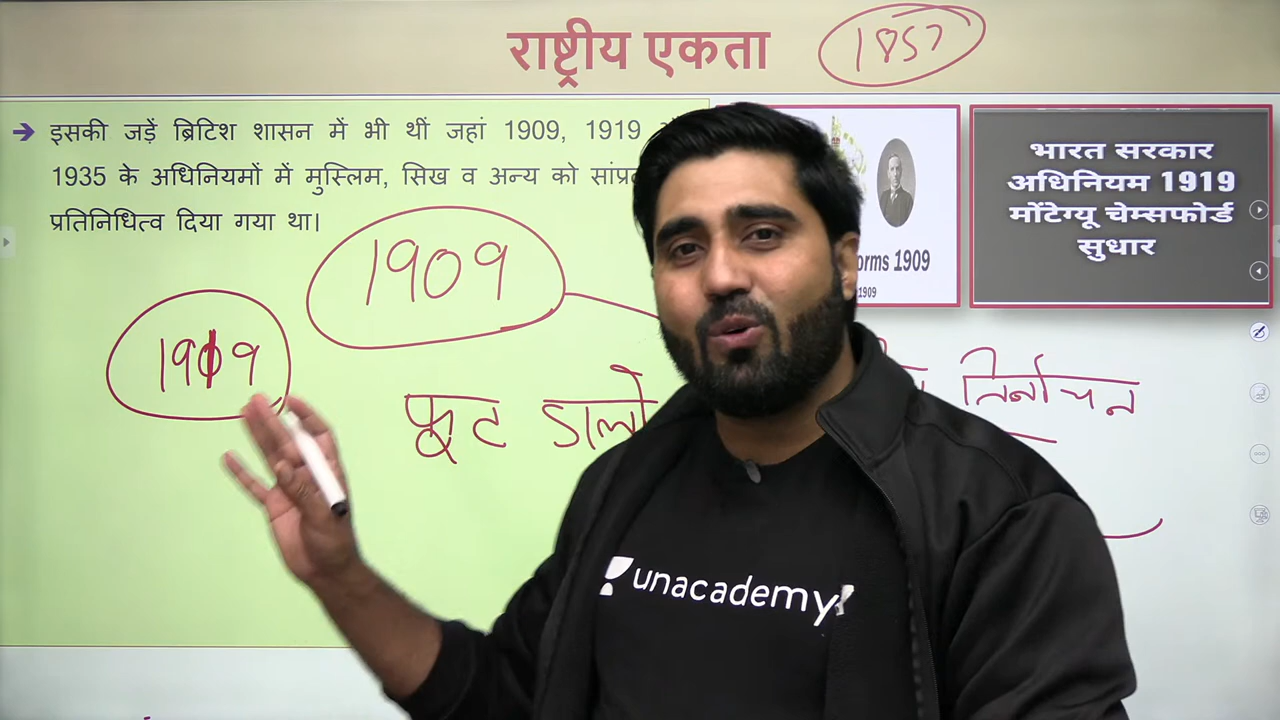 राष्ट्रीय एकता
1857
इसकी जड़ें ब्रिटिश शासन में भी थीं जहां 1909, 1919
1935 के अधिनियमों में मुस्लिम, सिख व अन्य को
प्रतिनिधित्व दिया गया था।
orms 1909
1909
भारत सरकार
अधिनियम 1919
मोंटेग्यू चेम्सफोर्ड
सुधार
1909
1919
फूट डालो
निर्वाचन
unacademy